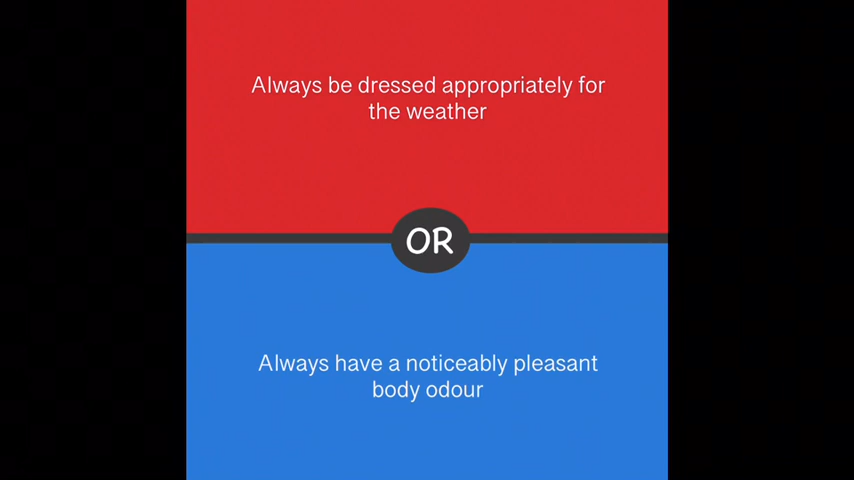 Always be dressed appropriately for
the weather
OR
Always have a noticeably pleasant
body odour